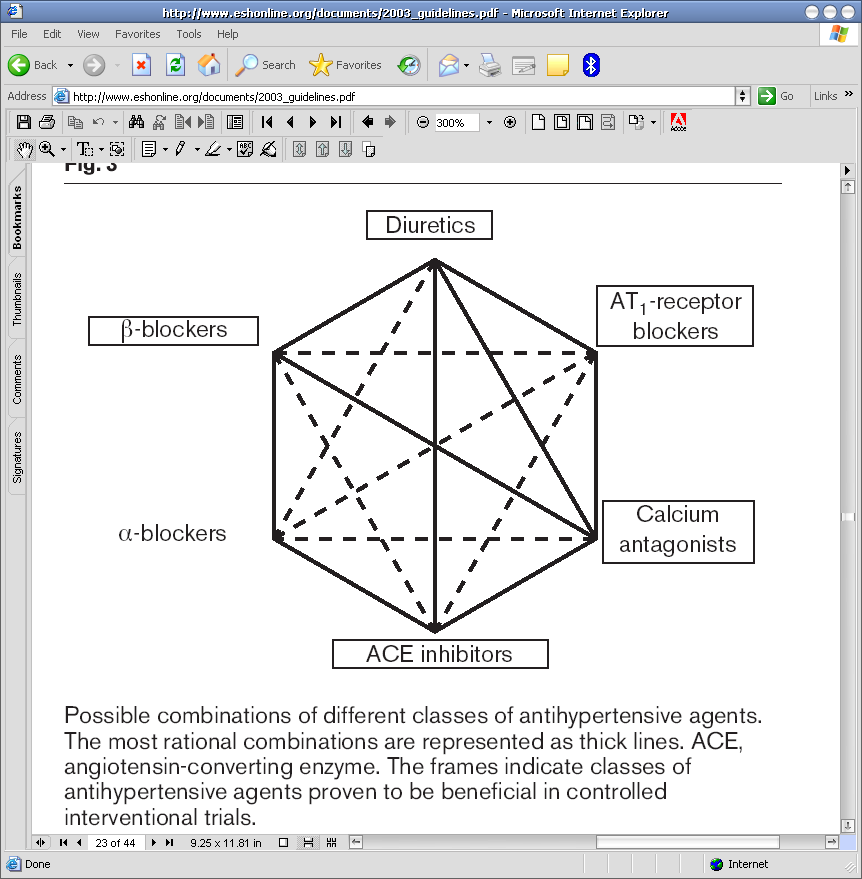 http://www.eshonline.org/documents/2003_guidelines.pdf - Microsoft Internet Explorer
File Edit View Favorites Tools Help
Back Search Favorites
Address http://www.eshonline.org/documents/2003_guidelines.pdf Go Links »
300% Adobe
Bookmarks
Thumbnails
Comments
Signatures
Fig. 3
Diuretics
AT1-receptor
blockers
β-blockers
α-blockers
Calcium
antagonists
ACE inhibitors
Possible combinations of different classes of antihypertensive agents.
The most rational combinations are represented as thick lines. ACE,
angiotensin-converting enzyme. The frames indicate classes of
antihypertensive agents proven to be beneficial in controlled
interventional trials.
23 of 44 9.25 x 11.81 in
Done Internet